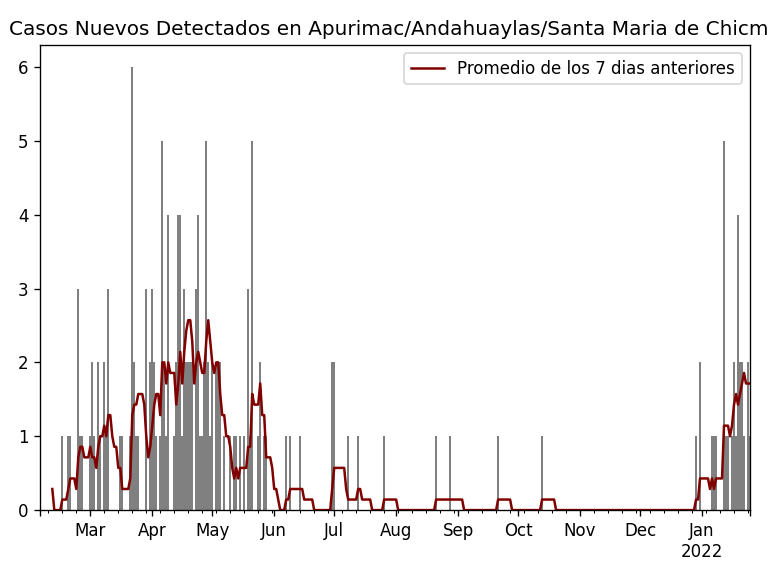 Casos Nuevos Detectados en Apurimac/Andahuaylas/Santa Maria de Chicm
Promedio de los 7 dias anteriores
6
5
4
3
2
1
0
Mar Apr May Jun Jul Aug Sep Oct Nov Dec Jan
2022